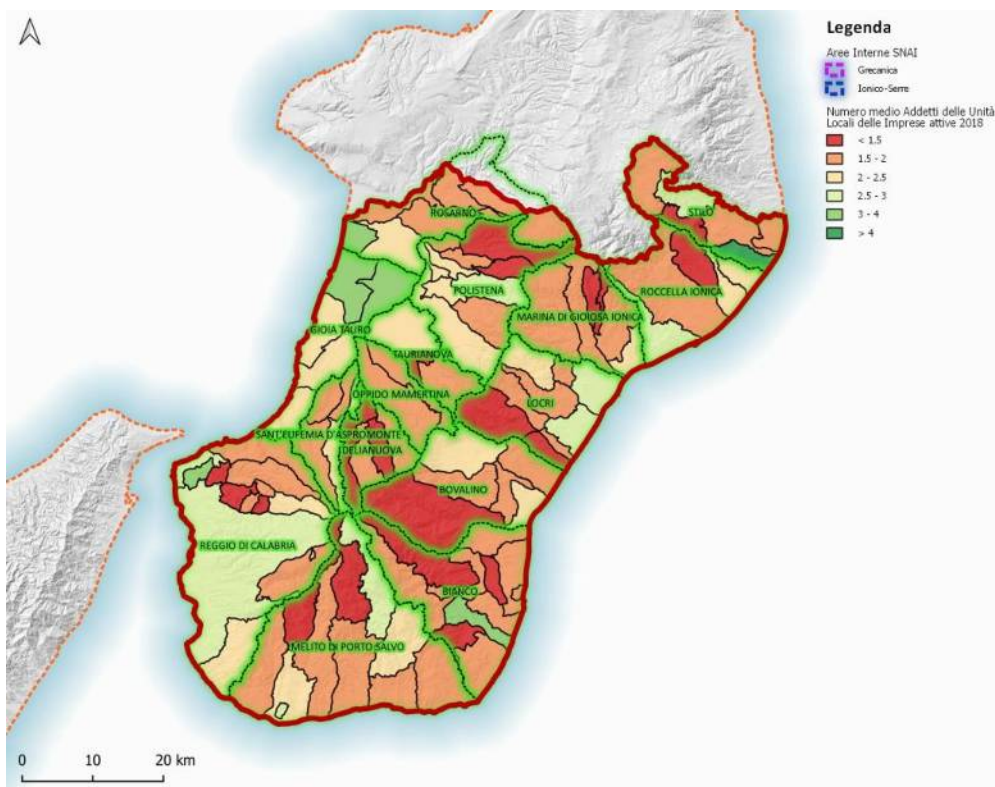 Legenda
Aree Interne SNAI
Grecanica
Ionico-Serre
Numero medio Addetti delle Unità
Locali delle Imprese attive 2018
< 1.5
1.5 - 2
2 - 2.5
2.5 - 3
3 - 4
> 4
ROSARNO
STILO
POLISTENA
ROCCELLA IONICA
MARINA DI GIOIOSA IONICA
GIOIA TAURO
TAURIANOVA
OPPIDO MAMERTINA
LOCRI
SANT'EUFEMIA D'ASPROMONTE
DELIANUOVA
BOVALINO
REGGIO DI CALABRIA
BIANCO
MELITO DI PORTO SALVO
0 10 20 km